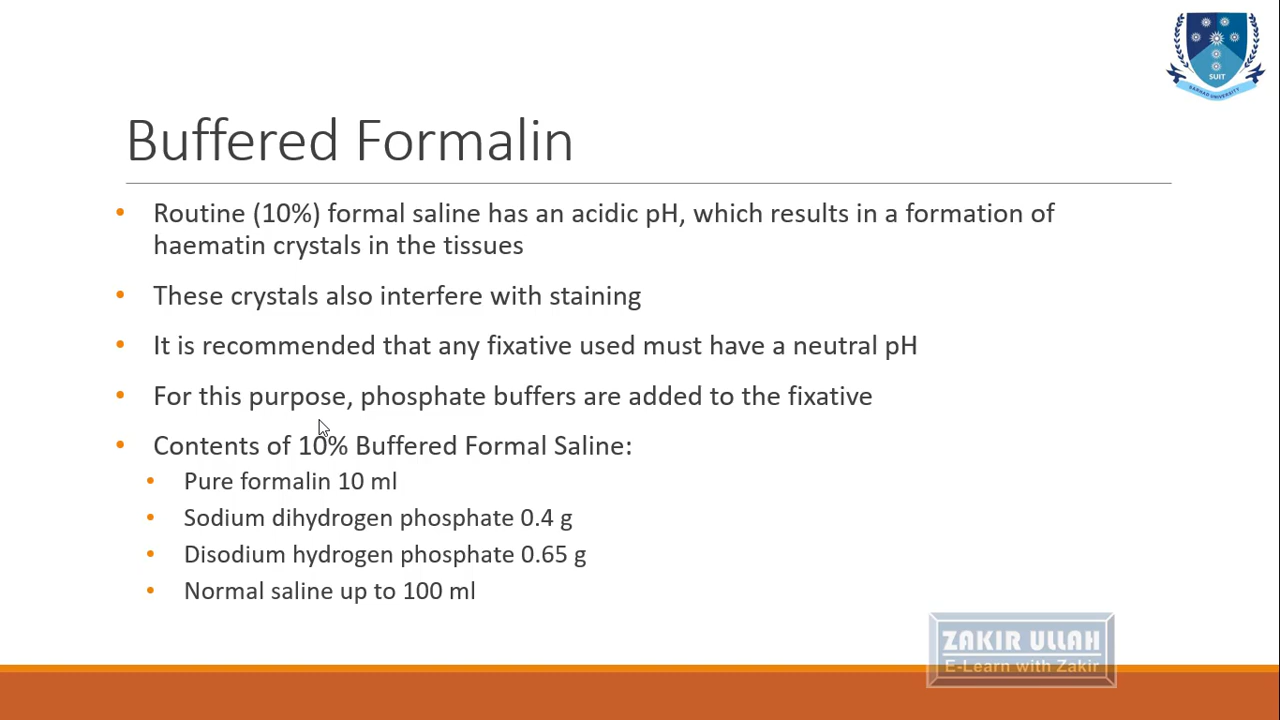 SUIT
SARHAD UNIVERSITY
Buffered Formalin
• Routine (10%) formal saline has an acidic pH, which results in a formation of
haematin crystals in the tissues
• These crystals also interfere with staining
• It is recommended that any fixative used must have a neutral pH
• For this purpose, phosphate buffers are added to the fixative
• Contents of 10% Buffered Formal Saline:
• Pure formalin 10 ml
• Sodium dihydrogen phosphate 0.4 g
• Disodium hydrogen phosphate 0.65 g
• Normal saline up to 100 ml
ZAKIR ULLAH
E-Learn with Zakir